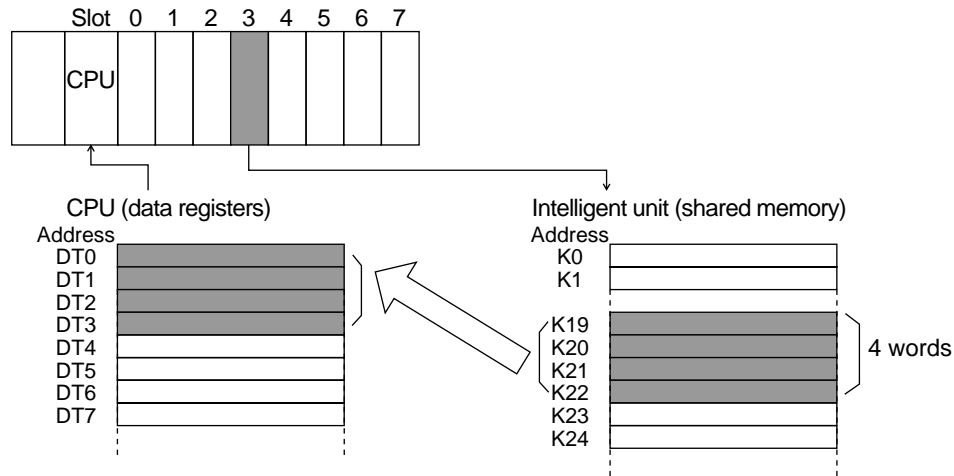 Slot 0 1 2 3 4 5 6 7
CPU
CPU (data registers)
Address
DT0
DT1
DT2
DT3
DT4
DT5
DT6
DT7
Intelligent unit (shared memory)
Address
K0
K1
K19
K20
K21
K22
K23
K24
4 words